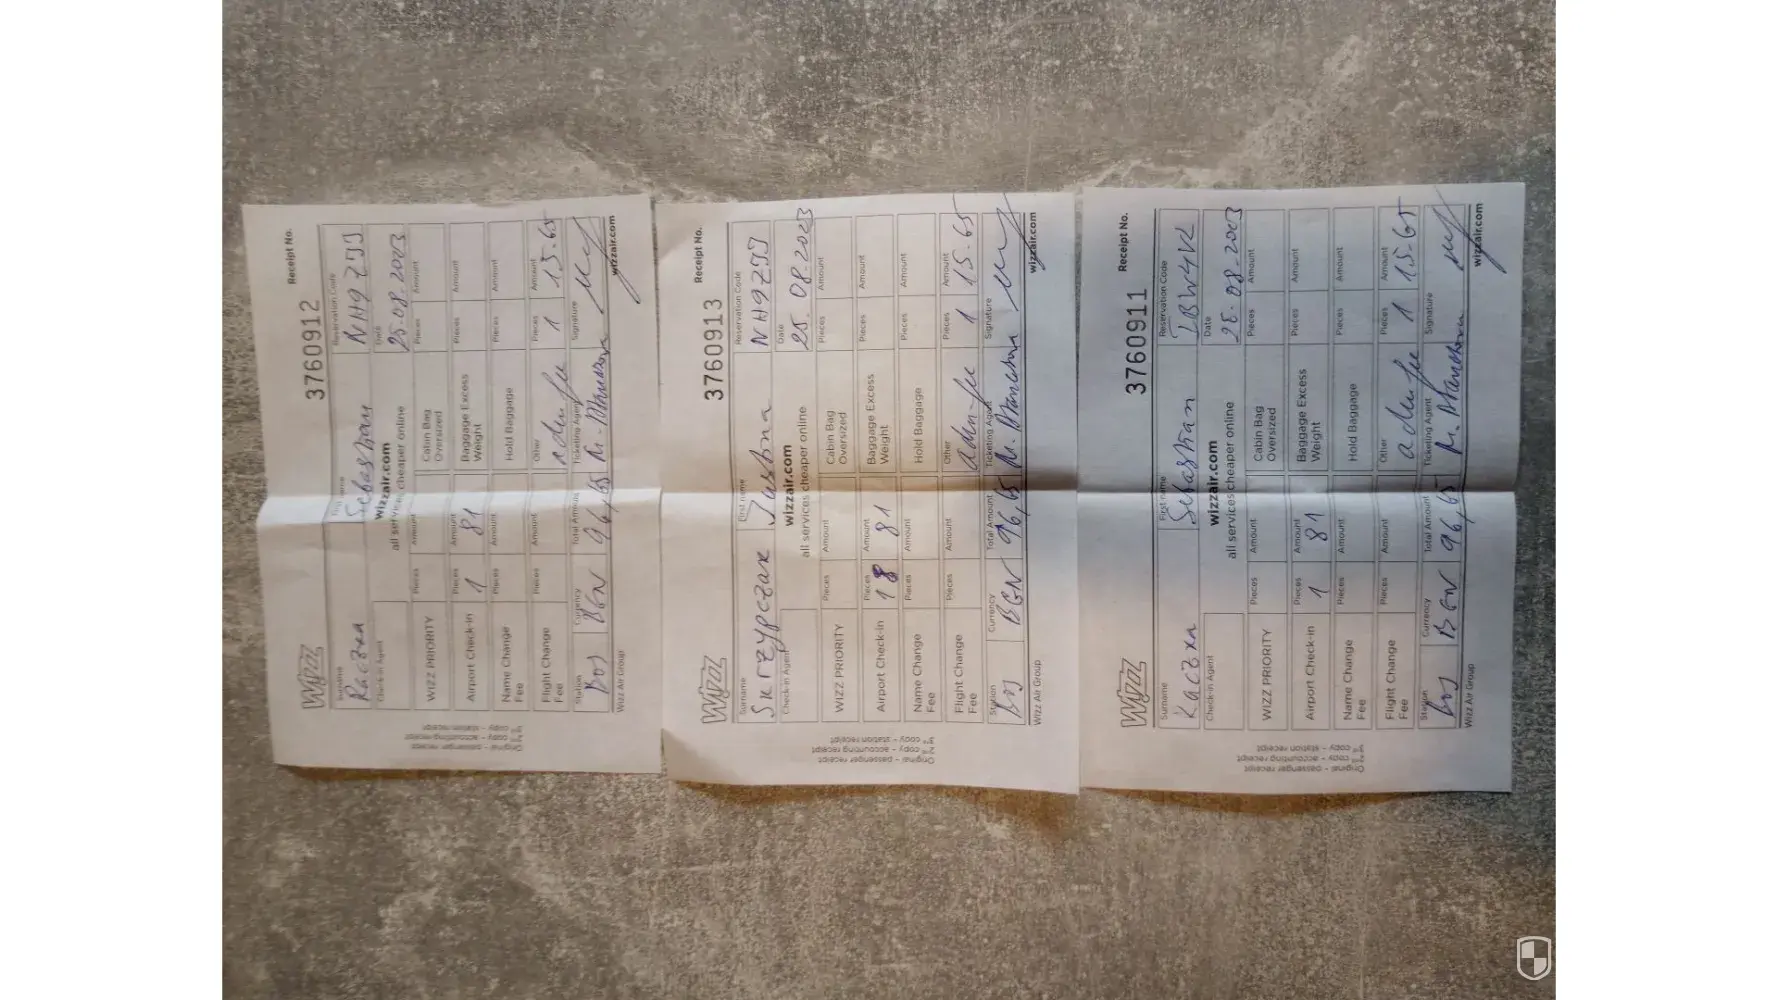 Wizz
3760912
Receipt No.
Surname
Raczka
First name
Sebastian
Reservation Code
NH9ZJJ
Check-in Agent
wizzair.com
all services cheaper online
Date
25.08.2023
WIZZ PRIORITY
Pieces
Amount
Cabin Bag
Oversized
Pieces
Amount
Airport Check-in
Pieces
1
Amount
81
Baggage Excess
Weight
Pieces
Amount
Name Change
Fee
Pieces
Amount
Hold Baggage
Pieces
Amount
Flight Change
Fee
Pieces
Amount
Other
adm fee
Pieces
1
Amount
15.65
Station
BOJ
Currency
BGN
Total Amount
96,65
Ticketing Agent
Signature
Wizz Air Group
wizzair.com
Original - passenger receipt
2nd copy - accounting receipt
3rd copy - station receipt
Wizz
3760913
Receipt No.
Surname
Skrzypczak
First name
Justyna
Reservation Code
NH9ZJJ
Check-in Agent
wizzair.com
all services cheaper online
Date
25.08.2023
WIZZ PRIORITY
Pieces
Amount
Cabin Bag
Oversized
Pieces
Amount
Airport Check-in
Pieces
1
Amount
81
Baggage Excess
Weight
Pieces
Amount
Name Change
Fee
Pieces
Amount
Hold Baggage
Pieces
Amount
Flight Change
Fee
Pieces
Amount
Other
adm fee
Pieces
1
Amount
15.65
Station
BOJ
Currency
BGN
Total Amount
96,65
Ticketing Agent
Signature
Wizz Air Group
wizzair.com
Original - passenger receipt
2nd copy - accounting receipt
3rd copy - station receipt
Wizz
3760911
Receipt No.
Surname
Kaczka
First name
Sebastian
Reservation Code
Check-in Agent
wizzair.com
all services cheaper online
Date
25.08.2023
WIZZ PRIORITY
Pieces
Amount
Cabin Bag
Oversized
Pieces
Amount
Airport Check-in
Pieces
1
Amount
81
Baggage Excess
Weight
Pieces
Amount
Name Change
Fee
Pieces
Amount
Hold Baggage
Pieces
Amount
Flight Change
Fee
Pieces
Amount
Other
adm fee
Pieces
1
Amount
15.65
Station
BOJ
Currency
BGN
Total Amount
96,65
Ticketing Agent
Signature
Wizz Air Group
wizzair.com
Original - passenger receipt
2nd copy - accounting receipt
3rd copy - station receipt